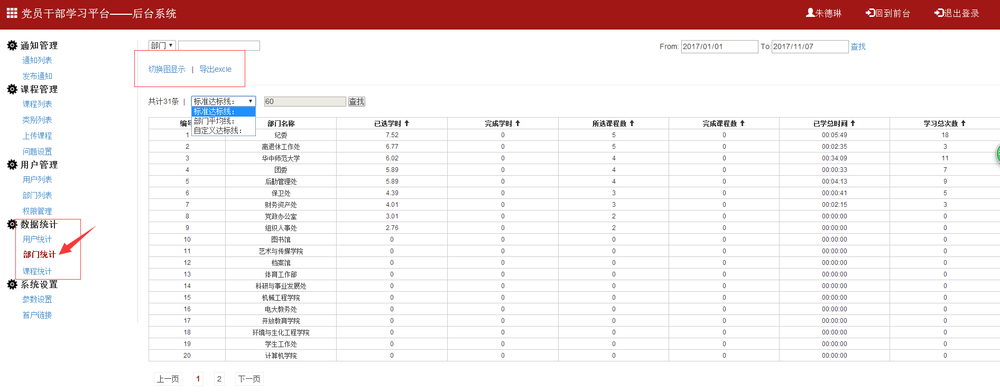 党员干部学习平台——后台系统 朱德琳 回到前台 退出登录
通知管理
通知列表
发布通知
课程管理
课程列表
类别列表
上传课程
问题设置
用户管理
用户列表
部门列表
权限管理
数据统计
用户统计
部门统计
课程统计
系统设置
参数设置
首户链接
部门 From: 2017/01/01 To: 2017/11/07 查找
切换图显示 | 导出excle
共计31条 | 标准达标线： 60 查找
标准达标线：
部门平均线：
自定义达标线：
编号 部门名称 已选学时 完成学时 所选课程数 完成课程数 已学总时间 学习总次数
1 纪委 7.52 0 5 0 00:05:49 18
2 离退休工作处 6.77 0 5 0 00:02:35 3
3 华中师范大学 6.02 0 4 0 00:34:09 11
4 团委 5.89 0 4 0 00:00:33 7
5 后勤管理处 5.89 0 4 0 00:04:13 9
6 保卫处 4.39 0 3 0 00:00:41 5
7 财务资产处 4.01 0 3 0 00:02:15 3
8 党政办公室 3.01 0 2 0 00:00:00 0
9 组织人事处 2.76 0 2 0 00:00:00 0
10 图书馆 0 0 0 0 00:00:00 0
11 艺术与传媒学院 0 0 0 0 00:00:00 0
12 档案馆 0 0 0 0 00:00:00 0
13 体育工作部 0 0 0 0 00:00:00 0
14 科研与事业发展处 0 0 0 0 00:00:00 0
15 机械工程学院 0 0 0 0 00:00:00 0
16 电大教务处 0 0 0 0 00:00:00 0
17 开放教育学院 0 0 0 0 00:00:00 0
18 环境与生化工程学院 0 0 0 0 00:00:00 0
19 学生工作处 0 0 0 0 00:00:00 0
20 计算机学院 0 0 0 0 00:00:00 0
上一页 1 2 下一页